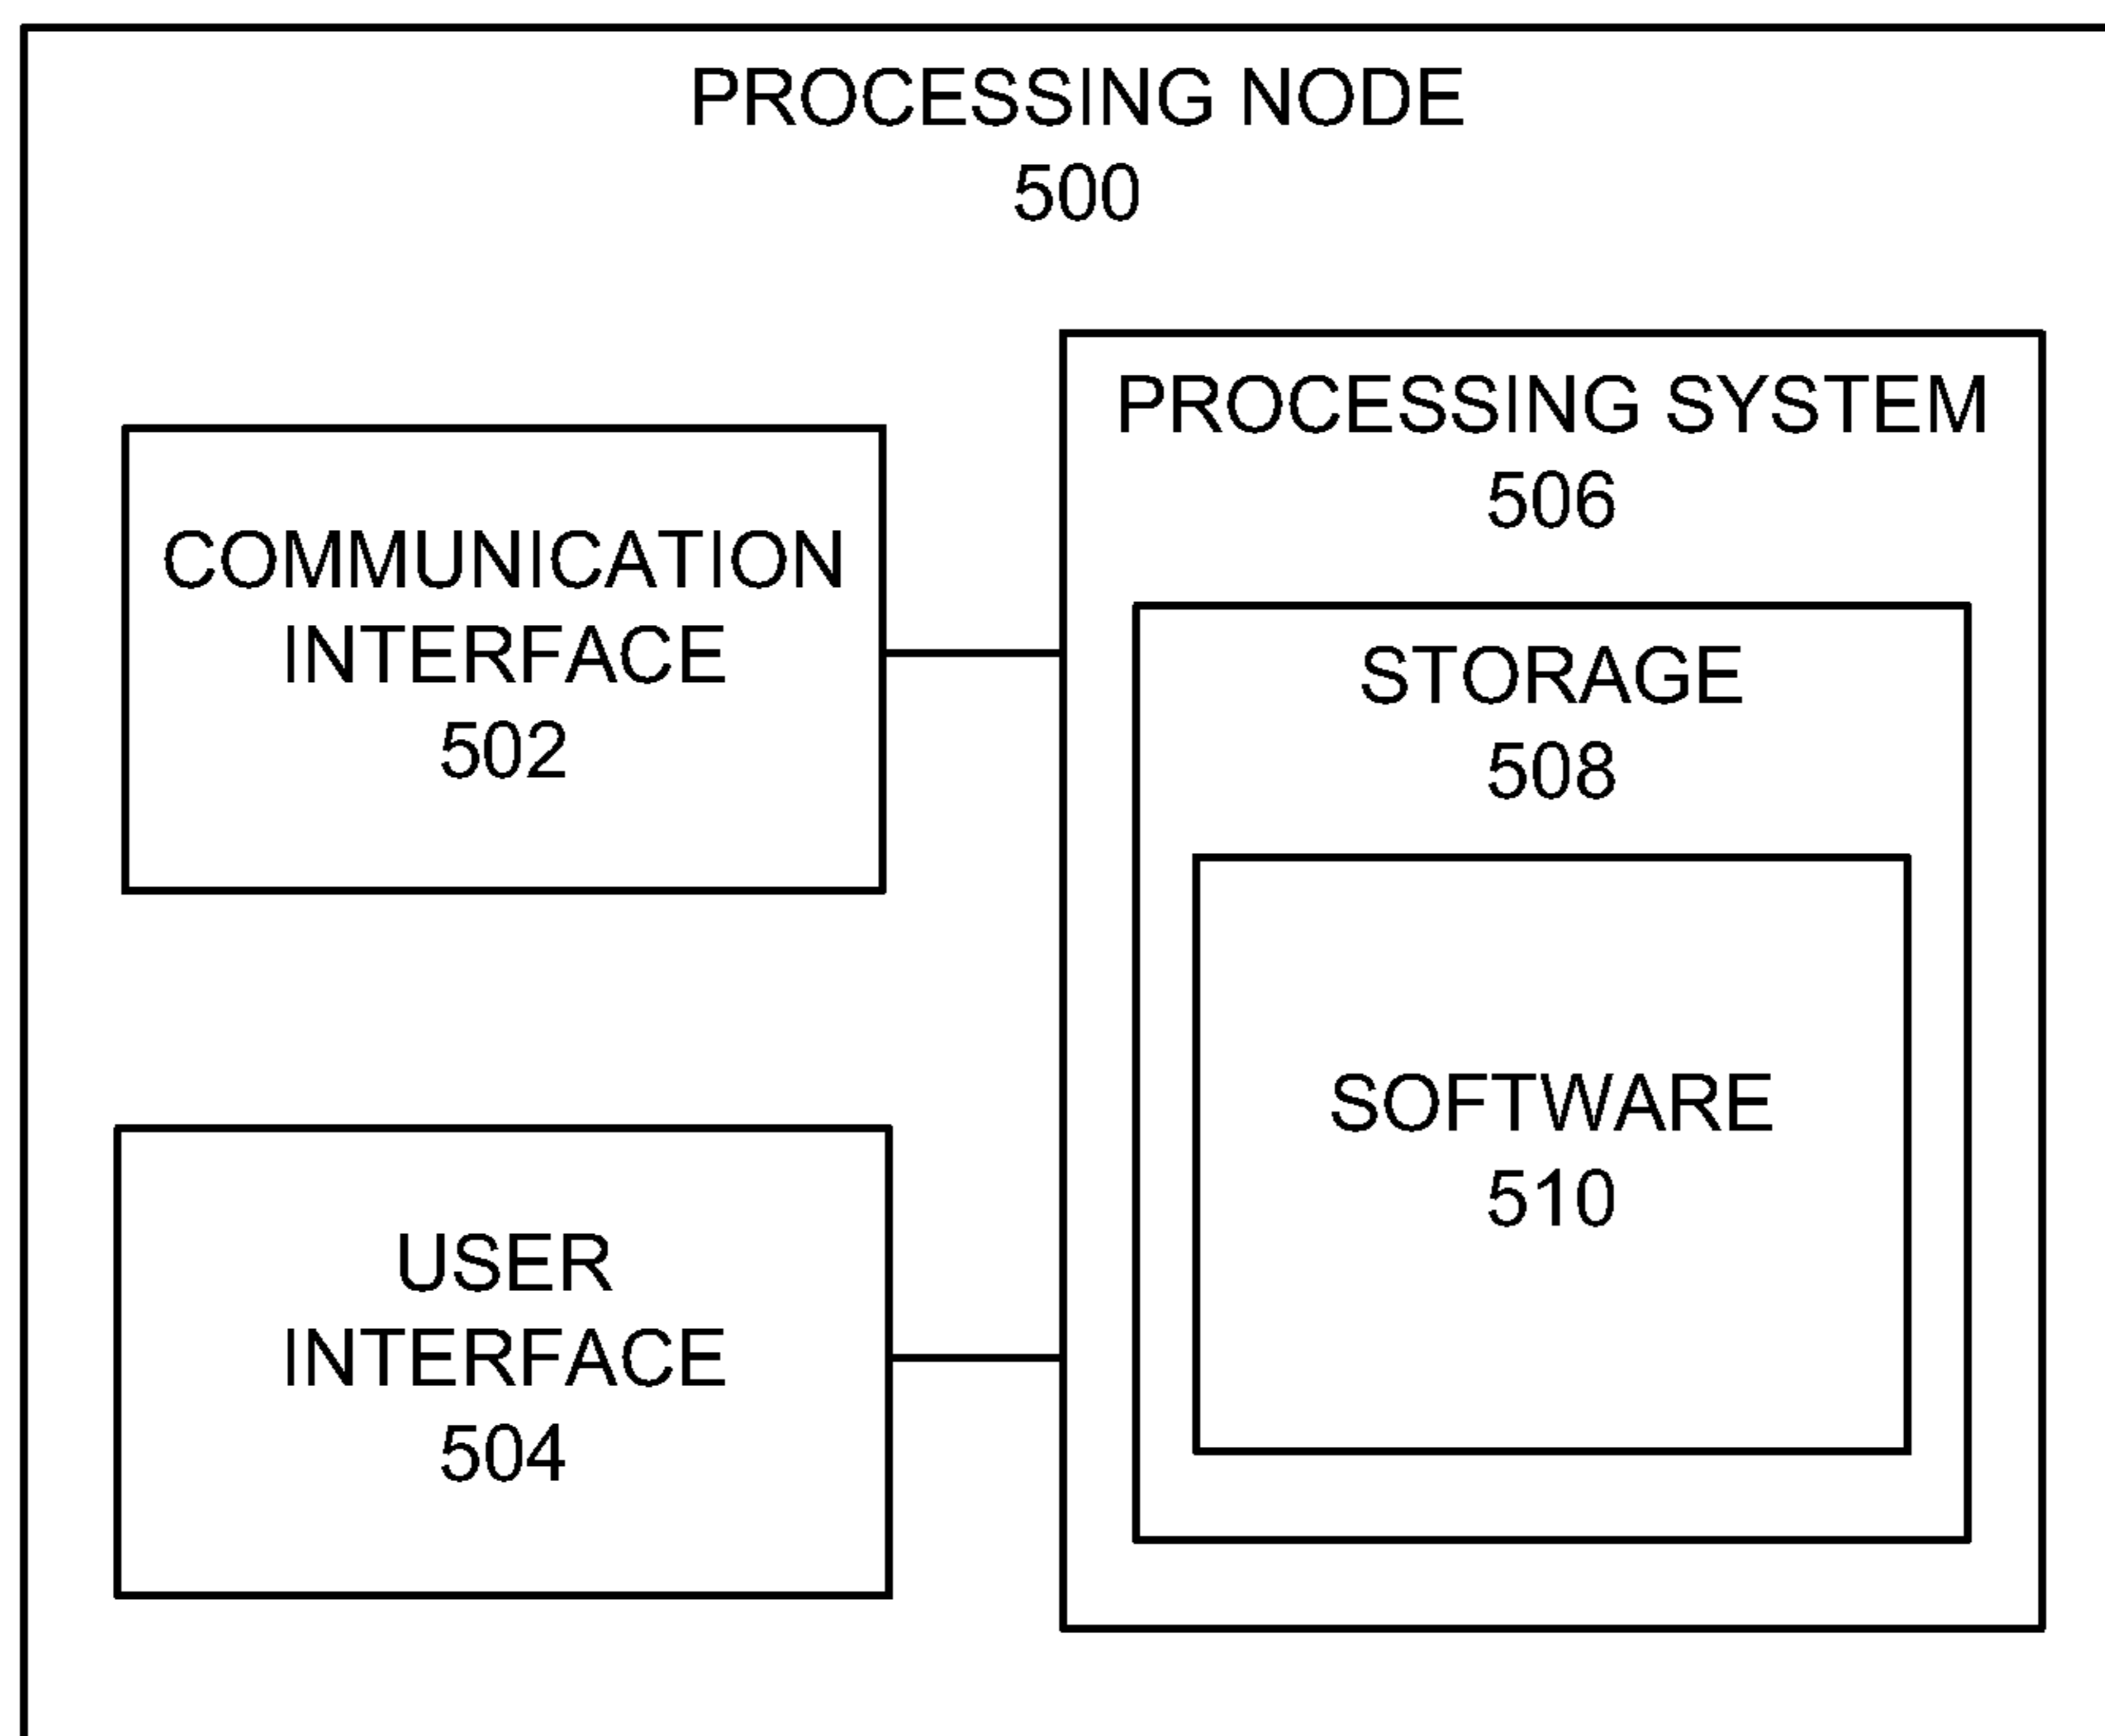 PROCESSING NODE
500
PROCESSING SYSTEM
506
COMMUNICATION
INTERFACE
502
STORAGE
508
SOFTWARE
510
USER
INTERFACE
504